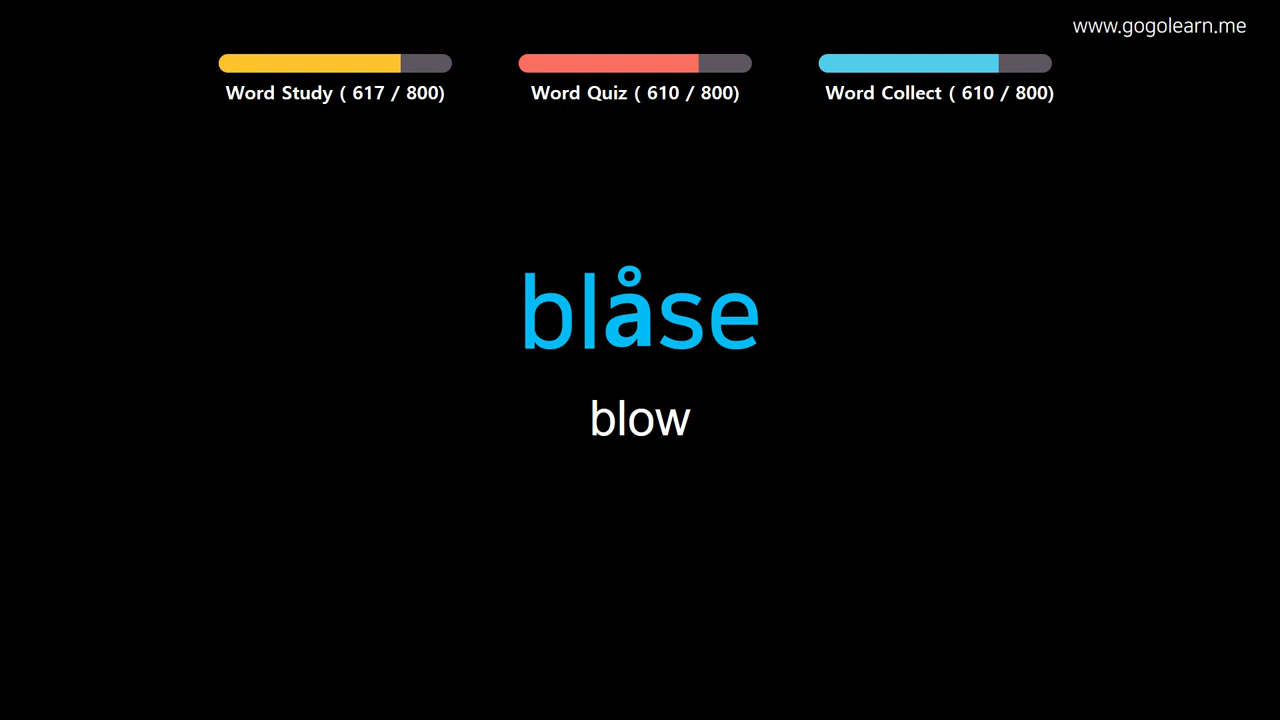 www.gogolearn.me
Word Study ( 617 / 800)
Word Quiz ( 610 / 800)
Word Collect ( 610 / 800)
blåse
blow